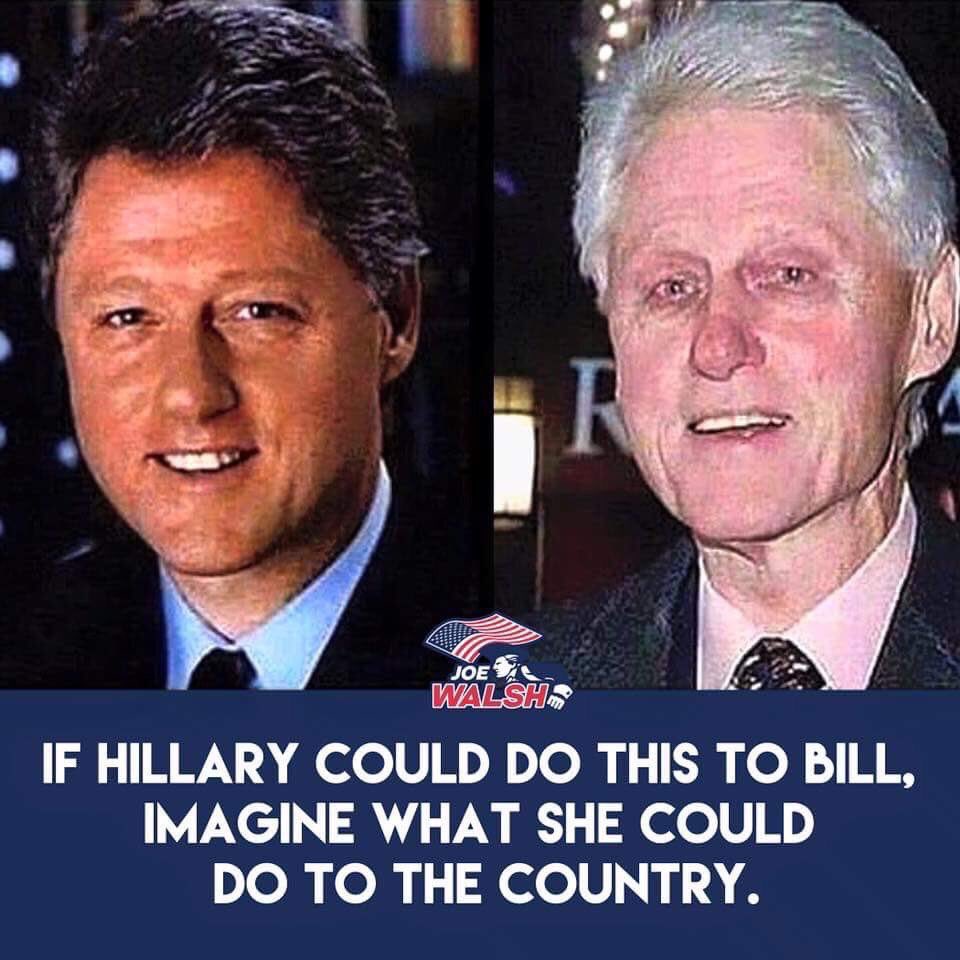 R
JOE
WALSH
IF HILLARY COULD DO THIS TO BILL,
IMAGINE WHAT SHE COULD
DO TO THE COUNTRY.